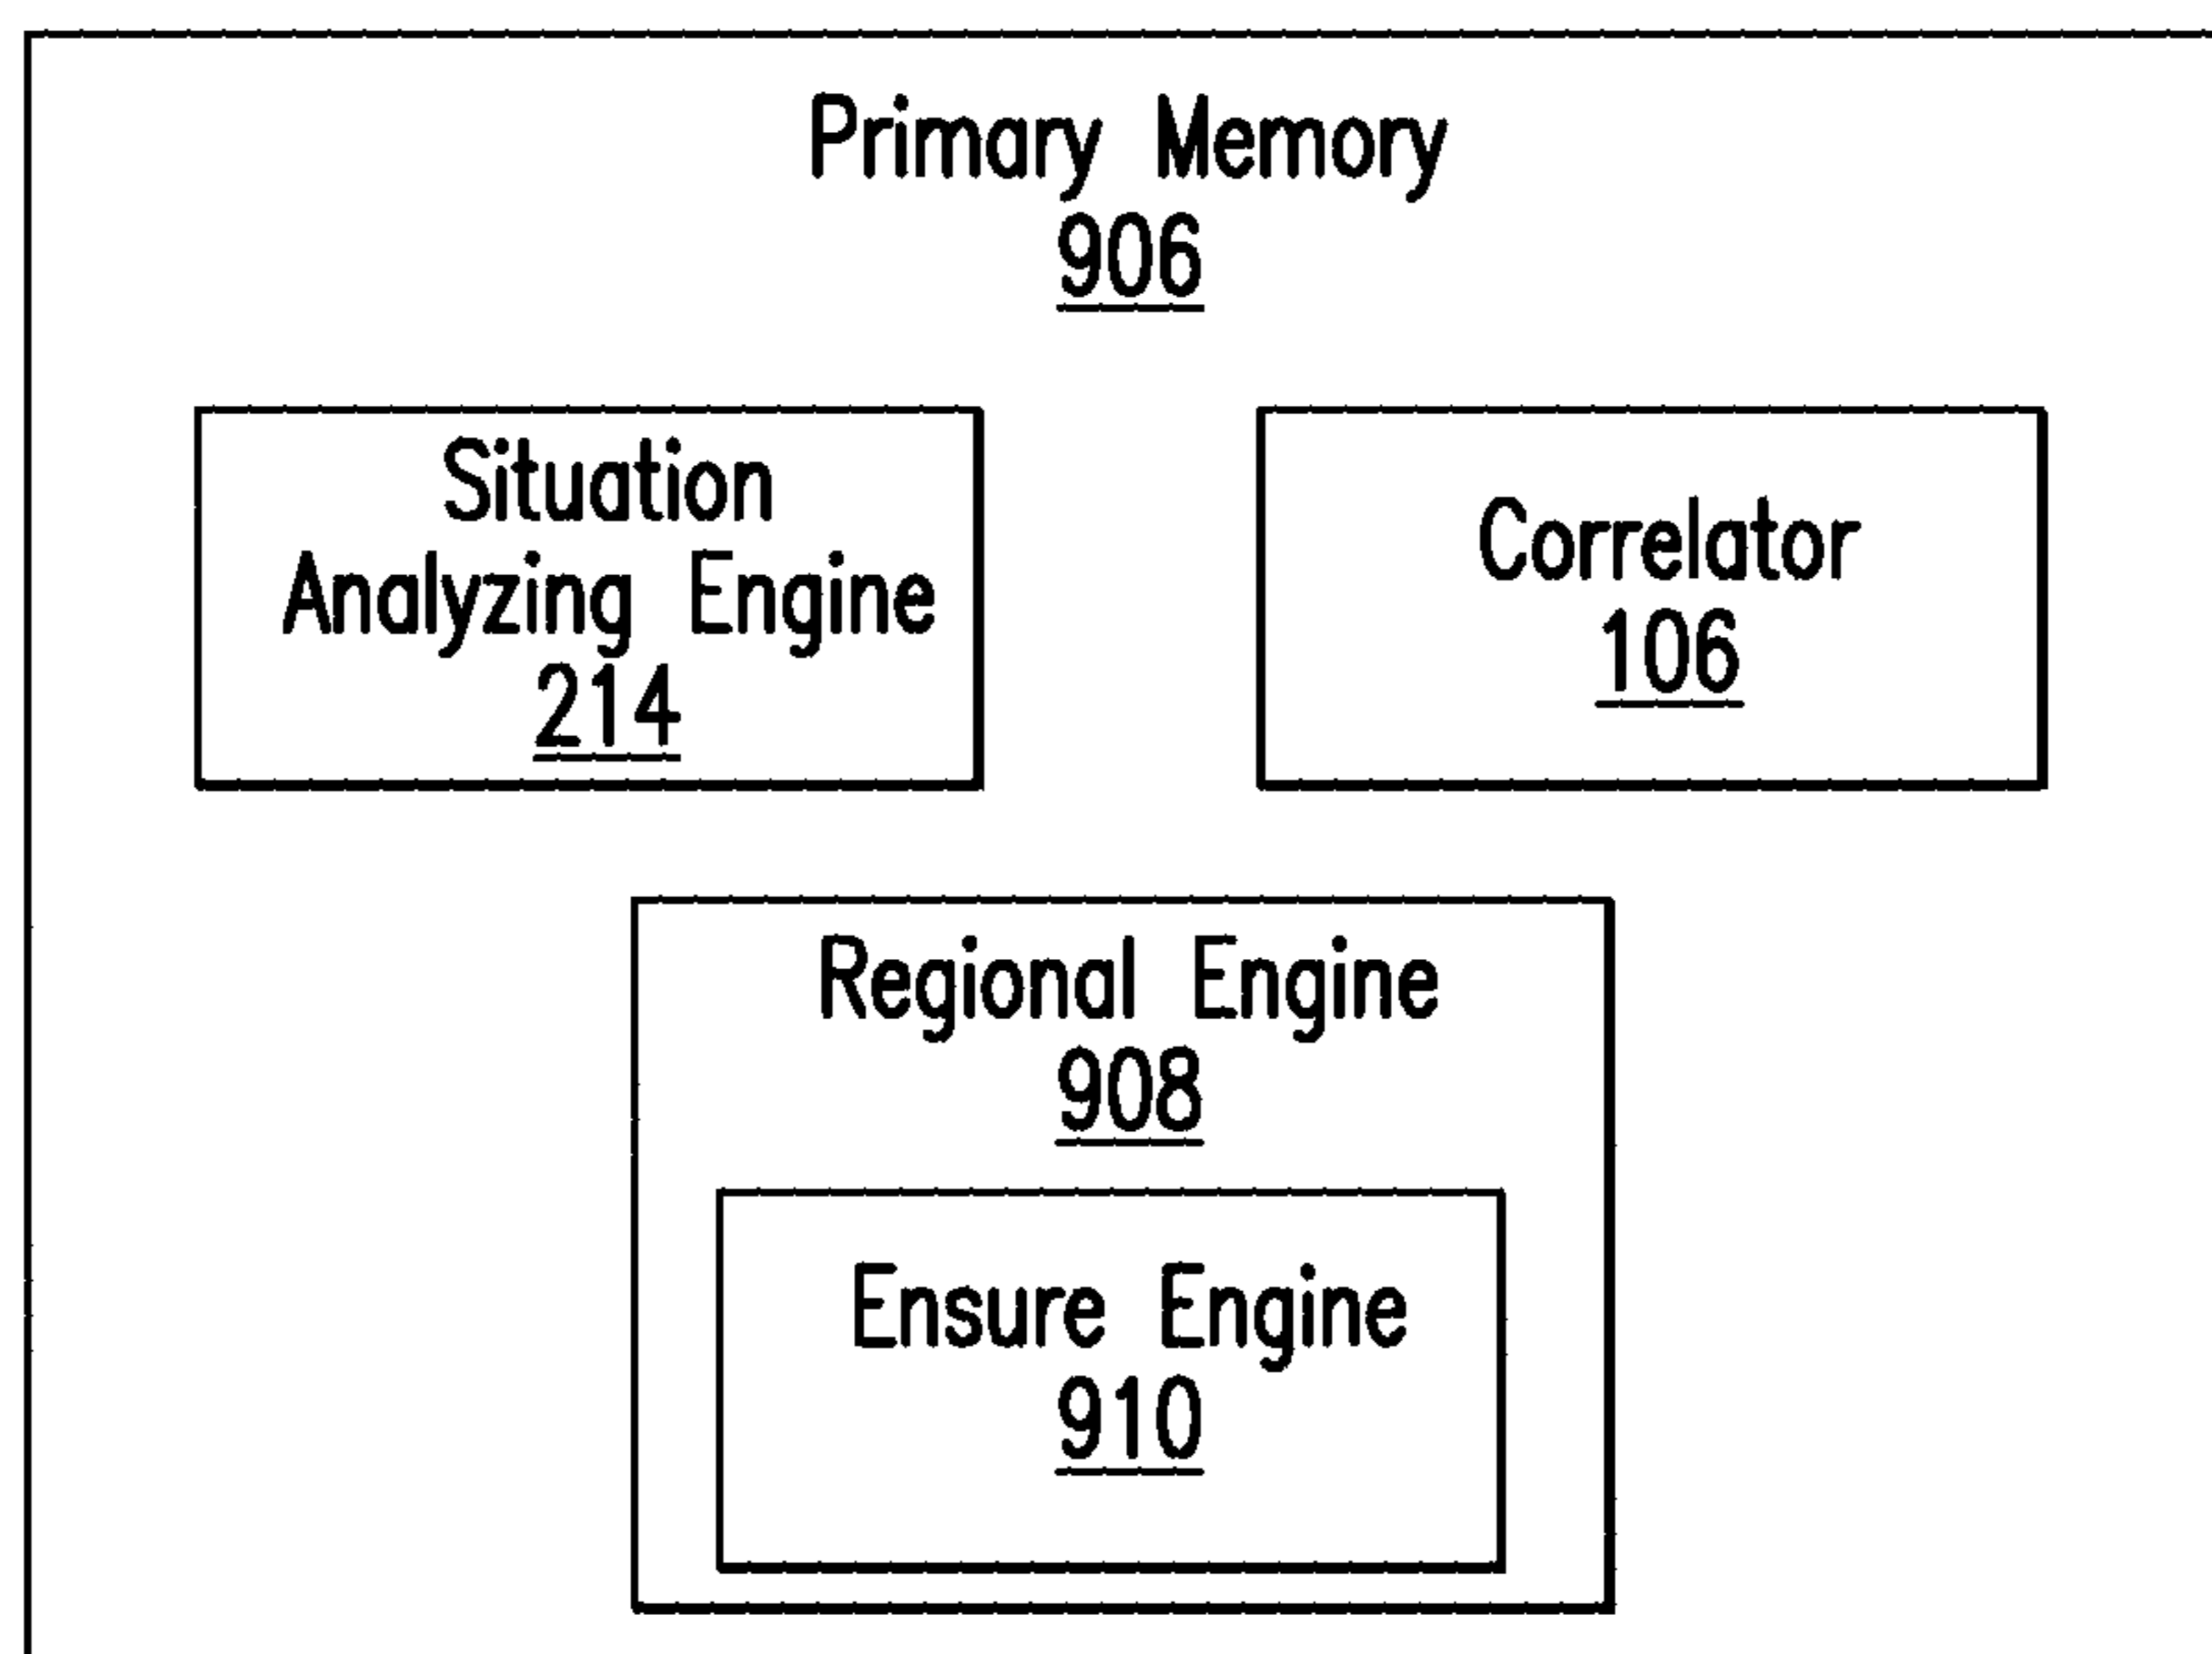 Primary Memory
906
Situation
Analyzing Engine
214
Correlator
106
Regional Engine
908
Ensure Engine
910